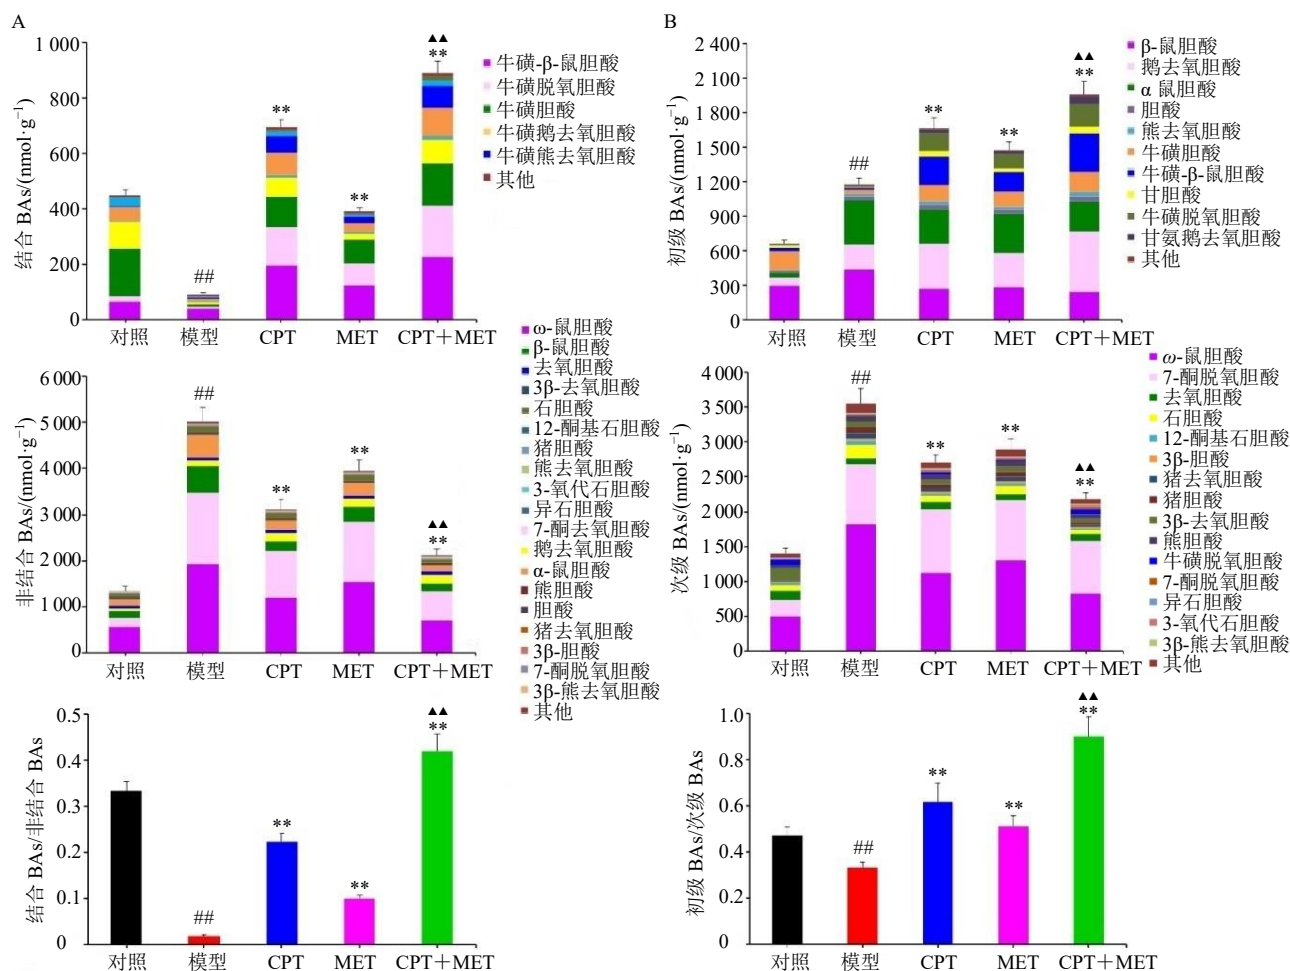 A
1 000
800
600
400
200
0
结合 BAs/(nmol·g⁻¹)
##
**
**
▲▲
**
对照
模型
CPT
MET
CPT＋MET
牛磺-β-鼠胆酸
牛磺脱氧胆酸
牛磺胆酸
牛磺鹅去氧胆酸
牛磺熊去氧胆酸
其他
B
2 400
2 100
1 800
1 500
1 200
900
600
300
0
初级 BAs/(nmol·g⁻¹)
##
**
**
▲▲
**
对照
模型
CPT
MET
CPT＋MET
β-鼠胆酸
鹅去氧胆酸
α 鼠胆酸
胆酸
熊去氧胆酸
牛磺胆酸
牛磺-β-鼠胆酸
甘胆酸
牛磺脱氧胆酸
甘氨鹅去氧胆酸
其他
6 000
5 000
4 000
3 000
2 000
1 000
0
非结合 BAs/(nmol·g⁻¹)
##
**
**
▲▲
**
对照
模型
CPT
MET
CPT＋MET
ω-鼠胆酸
β-鼠胆酸
去氧胆酸
3β-去氧胆酸
石胆酸
12-酮基石胆酸
猪胆酸
熊去氧胆酸
3-氧代石胆酸
异石胆酸
7-酮去氧胆酸
鹅去氧胆酸
α-鼠胆酸
熊胆酸
胆酸
猪去氧胆酸
3β-胆酸
7-酮脱氧胆酸
3β-熊去氧胆酸
其他
4 000
3 500
3 000
2 500
2 000
1 500
1 000
500
0
次级 BAs/(nmol·g⁻¹)
##
**
**
▲▲
**
对照
模型
CPT
MET
CPT＋MET
ω-鼠胆酸
7-酮脱氧胆酸
去氧胆酸
石胆酸
12-酮基石胆酸
3β-胆酸
猪去氧胆酸
猪胆酸
3β-去氧胆酸
熊胆酸
牛磺脱氧胆酸
7-酮脱氧胆酸
异石胆酸
3-氧代石胆酸
3β-熊去氧胆酸
其他
0.5
0.4
0.3
0.2
0.1
0
结合 BAs/非结合 BAs
##
**
**
▲▲
**
对照
模型
CPT
MET
CPT＋MET
1.0
0.8
0.6
0.4
0.2
0
初级 BAs/次级 BAs
##
**
**
▲▲
**
对照
模型
CPT
MET
CPT＋MET